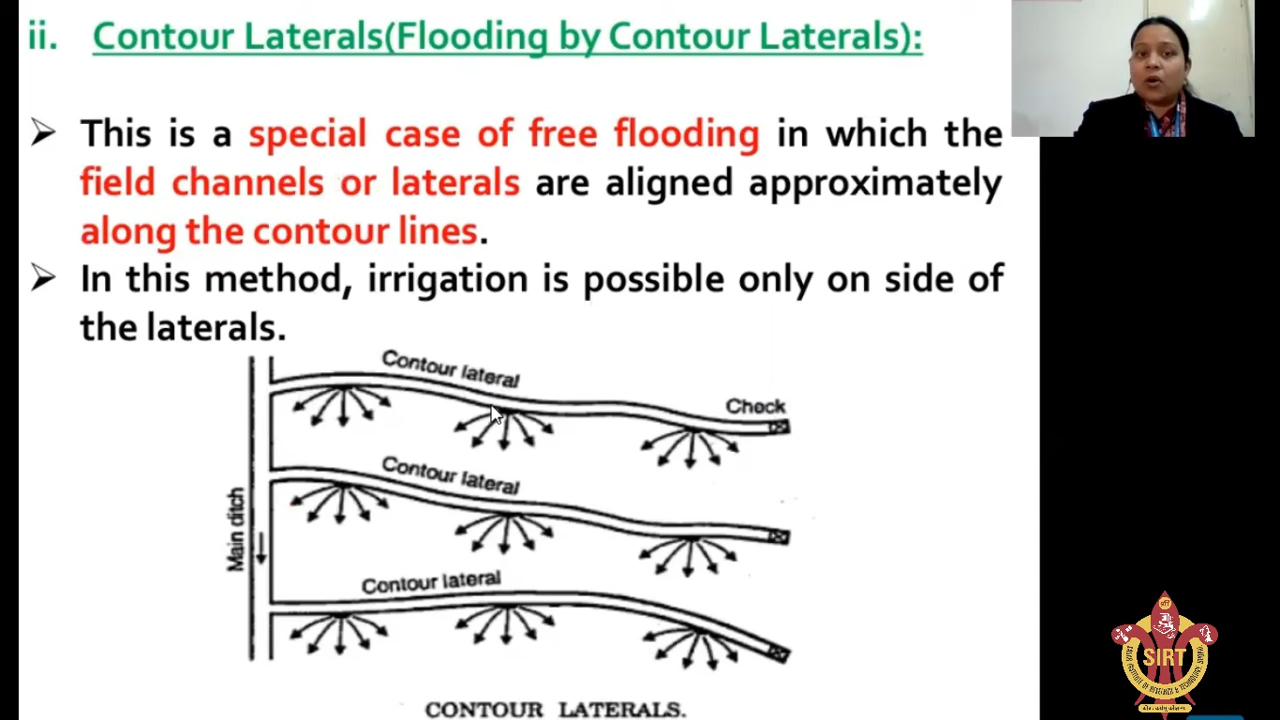 ii. Contour Laterals(Flooding by Contour Laterals):
➤ This is a special case of free flooding in which the
field channels or laterals are aligned approximately
along the contour lines.
➤ In this method, irrigation is possible only on side of
the laterals.
Contour lateral
Check
Contour lateral
Main ditch
Contour lateral
CONTOUR LATERALS.
SIRT